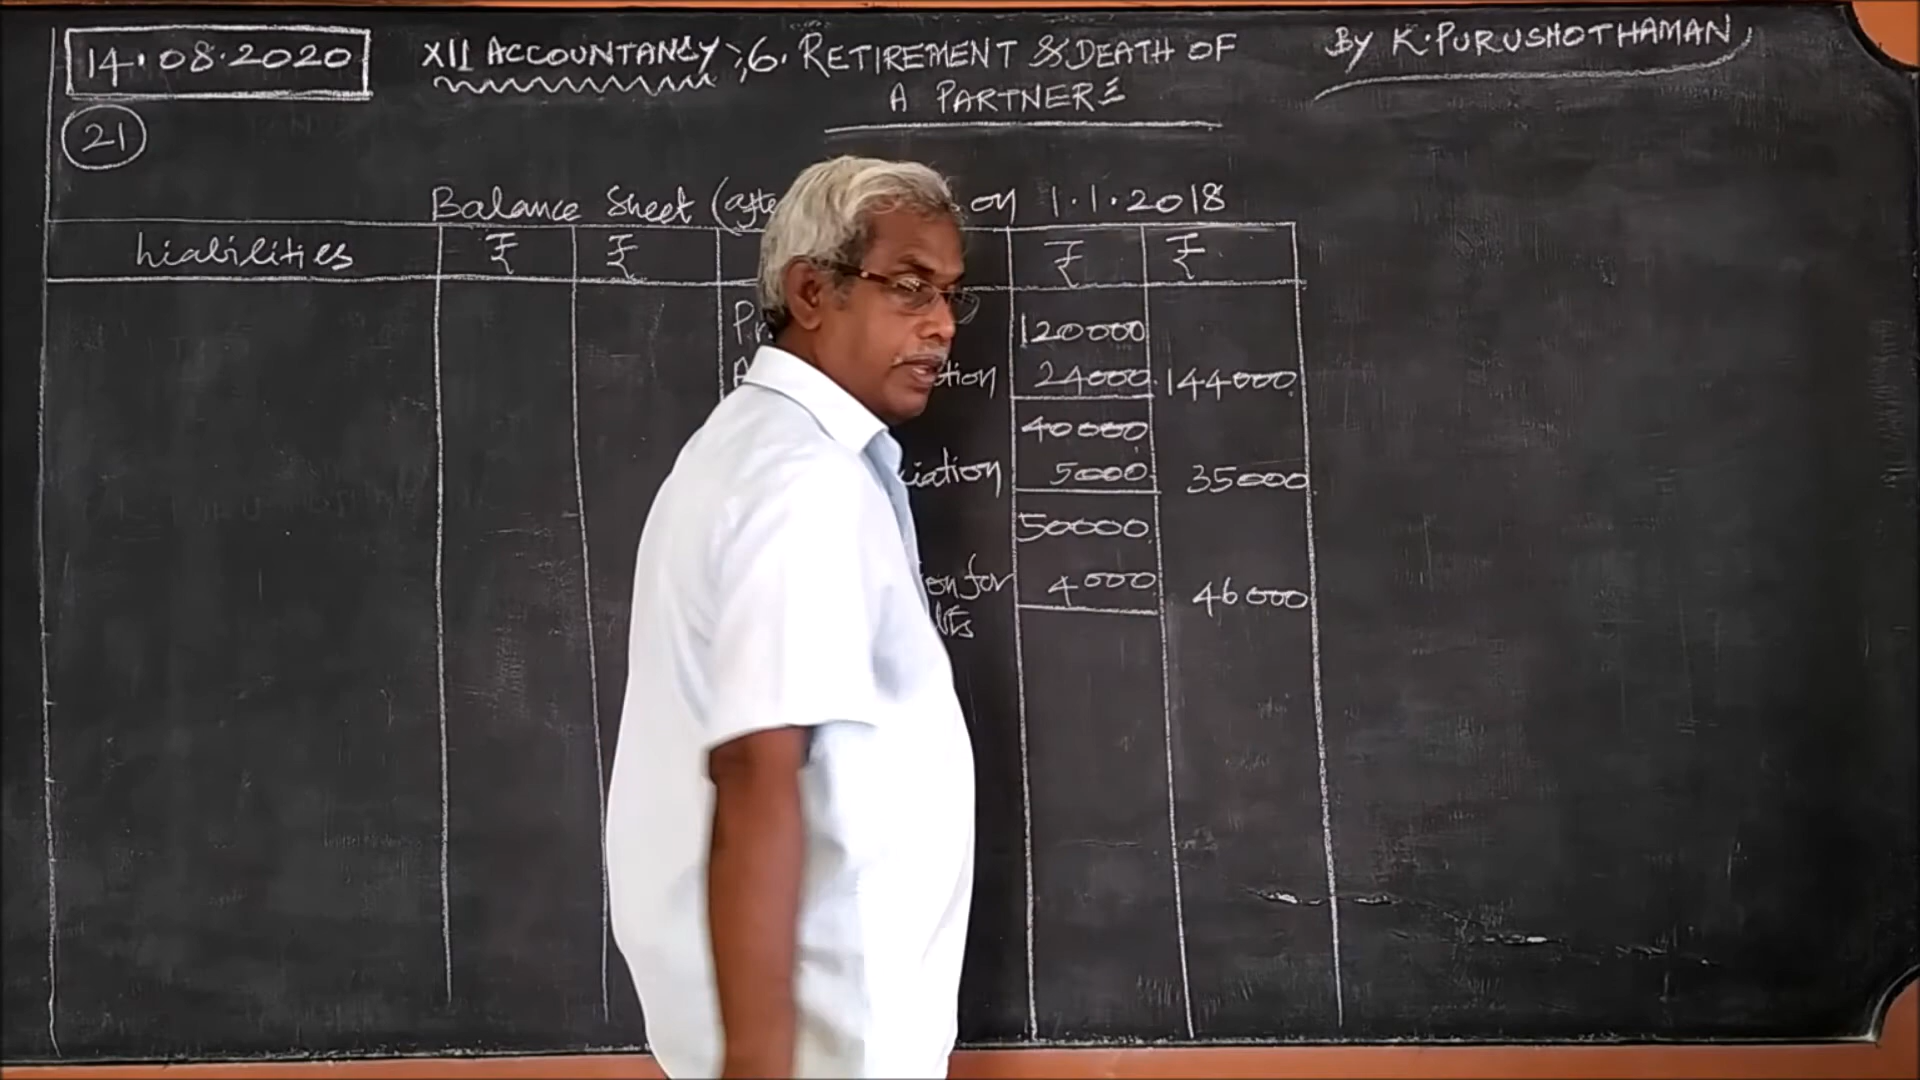 14.08.2020
XII ACCOUNTANCY :, 6. RETIREMENT & DEATH OF
A PARTNER
BY K. PURUSHOTHAMAN
21
Balance Sheet ( on 1.1.2018
Liabilities ₹ ₹ ₹ ₹
120000
24000 144000
40000
5000 35000
50000
for 4000 46000